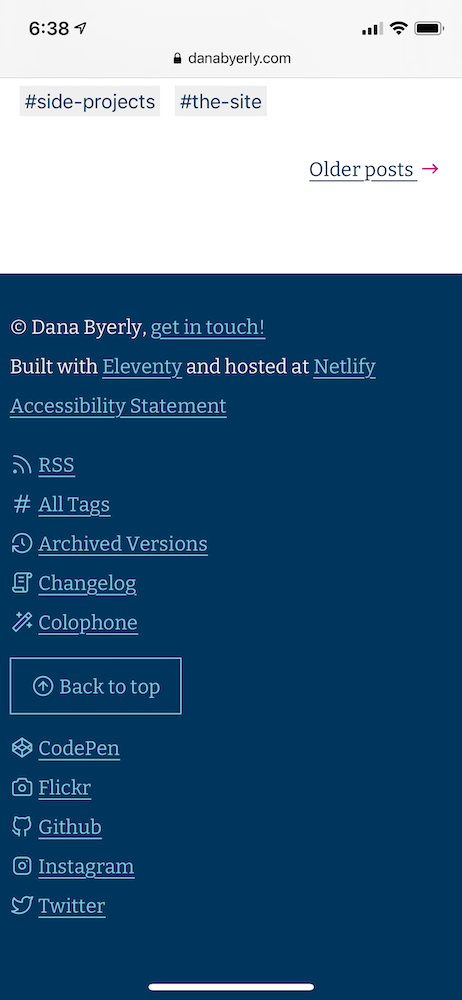 6:38
danabyerly.com
#side-projects #the-site
Older posts →
© Dana Byerly, get in touch!
Built with Eleventy and hosted at Netlify
Accessibility Statement
RSS
All Tags
Archived Versions
Changelog
Colophone
Back to top
CodePen
Flickr
Github
Instagram
Twitter